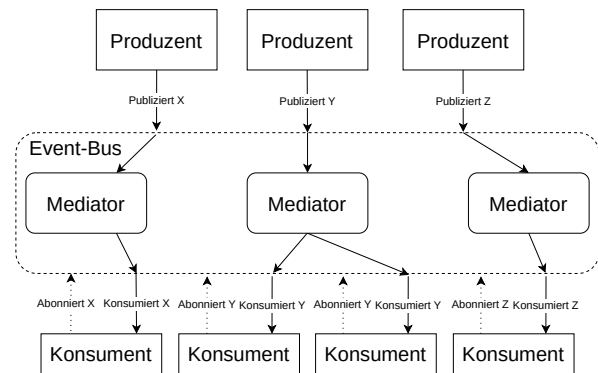 Produzent
Produzent
Produzent
Publiziert X
Publiziert Y
Publiziert Z
Event-Bus
Mediator
Mediator
Mediator
Abonniert X
Konsumiert X
Abonniert Y
Konsumiert Y
Abonniert Y
Konsumiert Y
Abonniert Z
Konsumiert Z
Konsument
Konsument
Konsument
Konsument